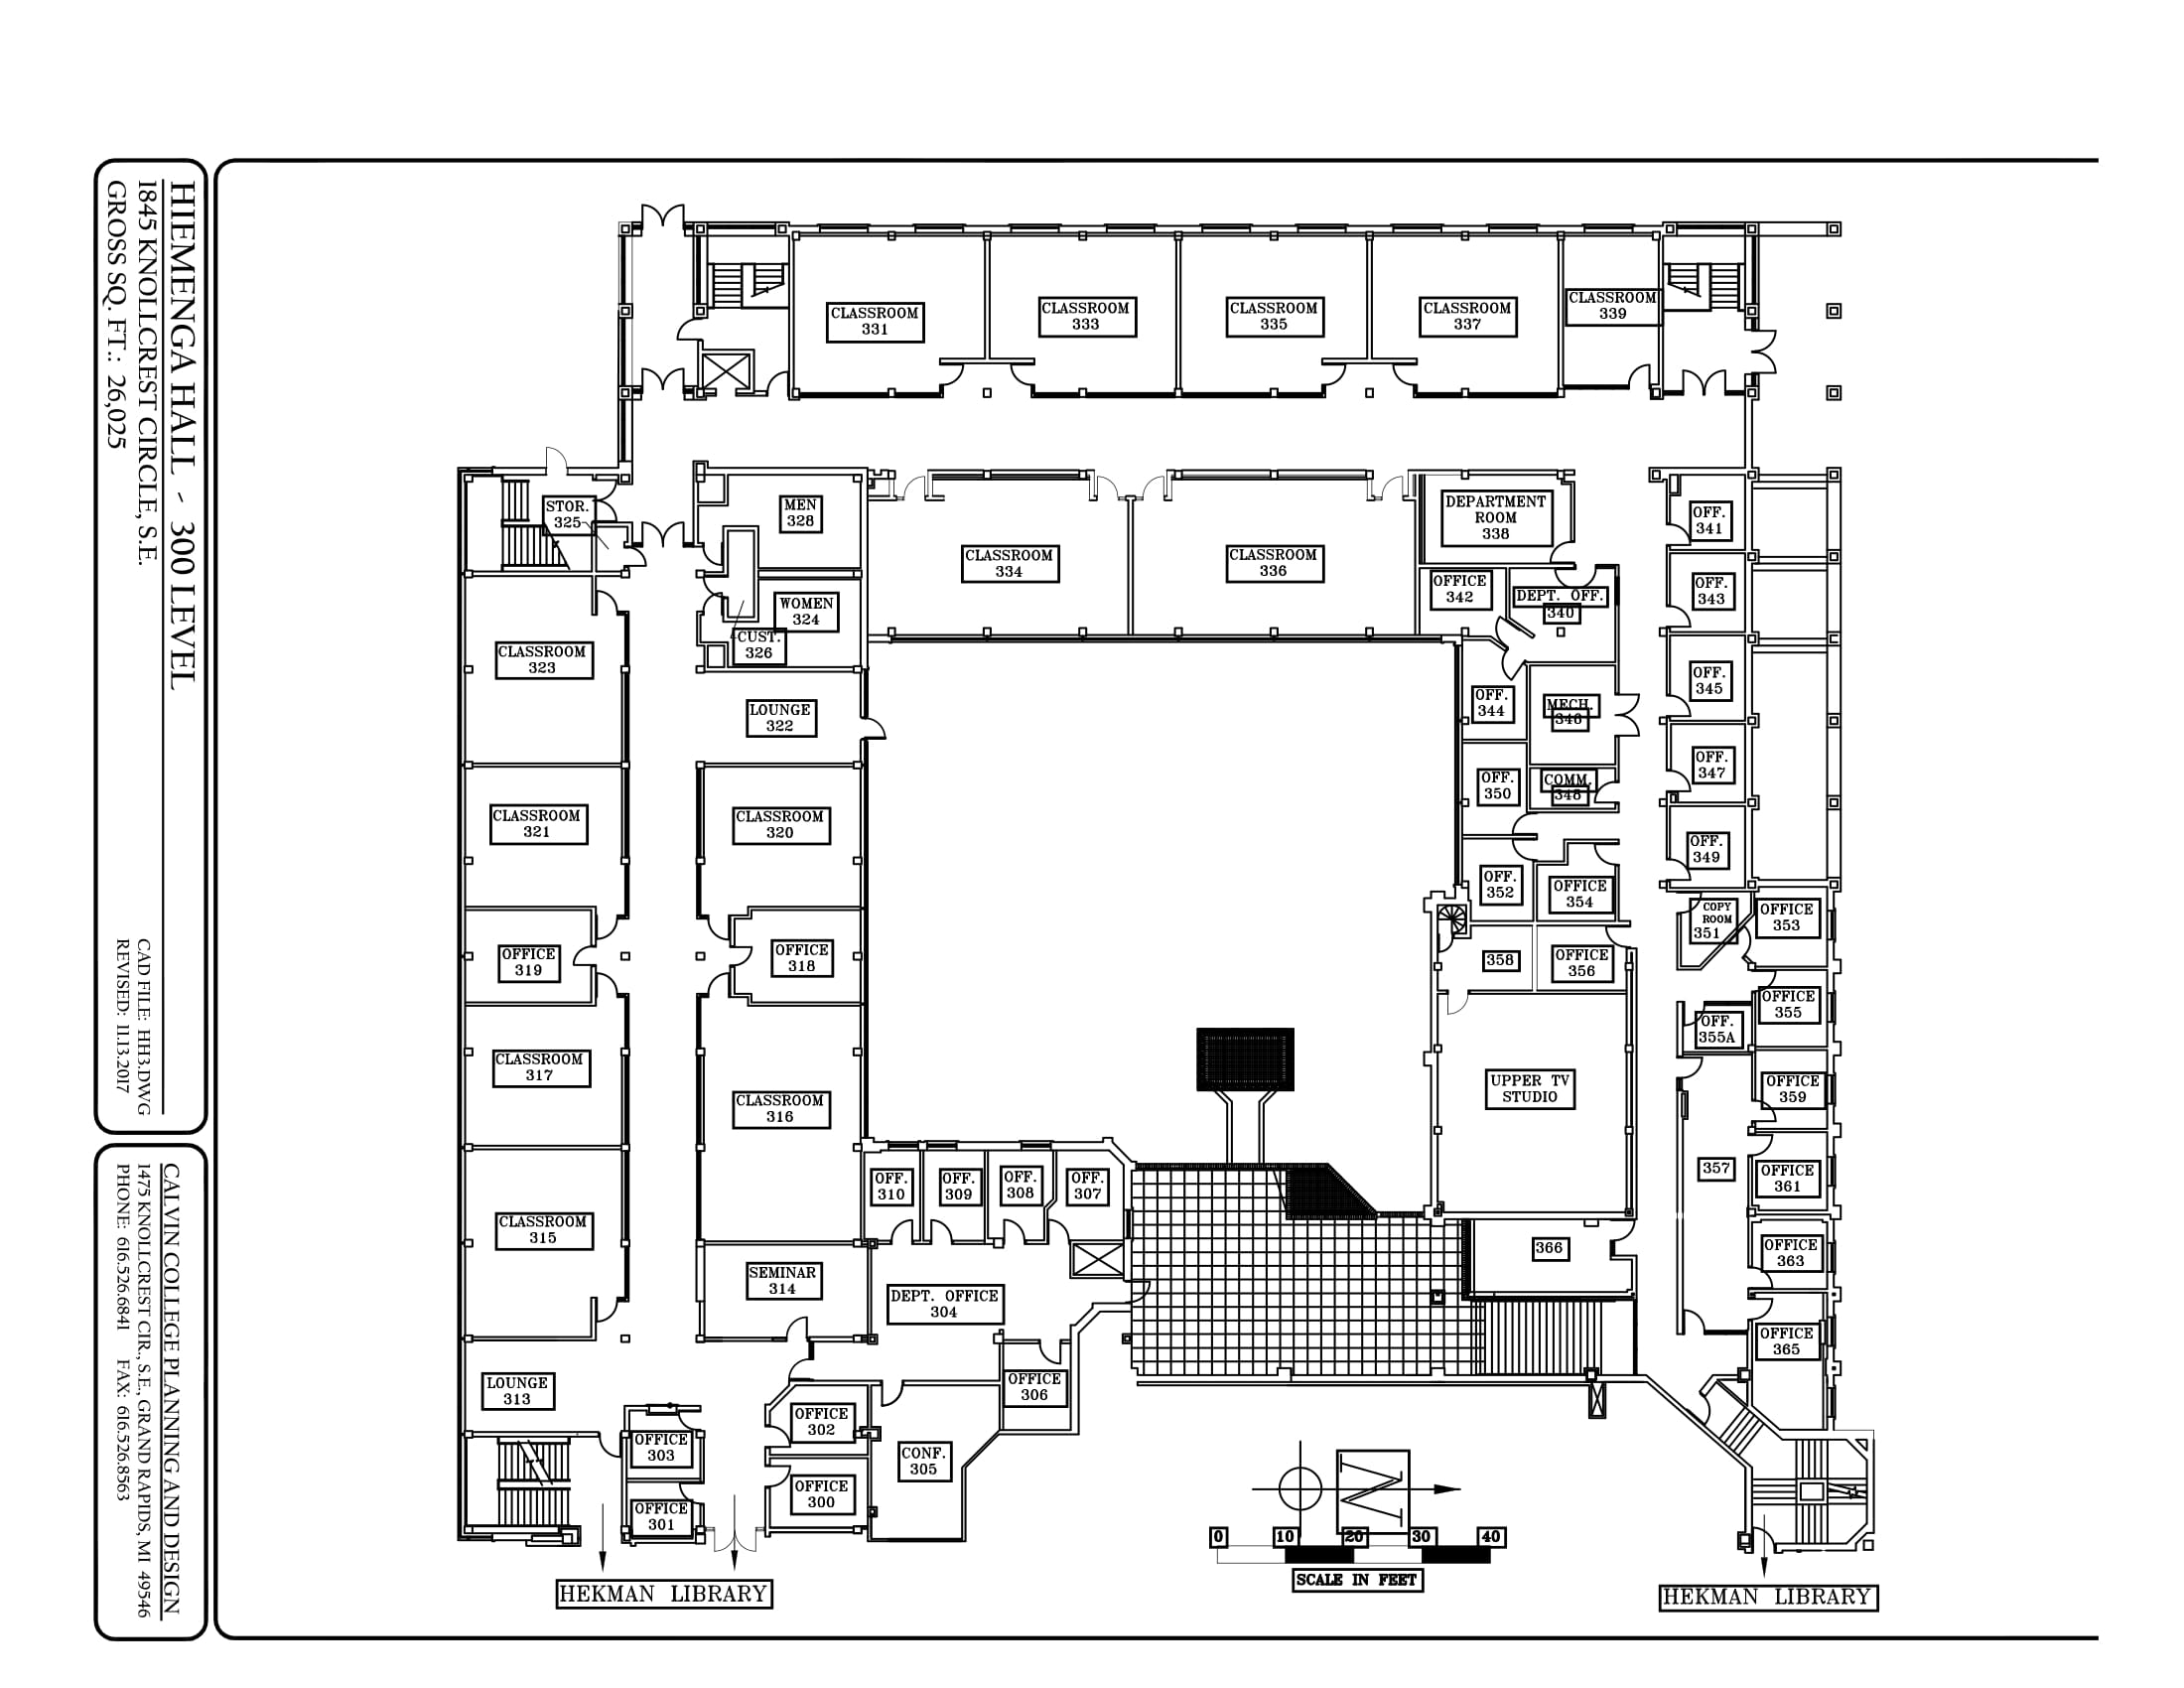 HIEMENGA HALL - 300 LEVEL
1845 KNOLLCREST CIRCLE, S.E.
GROSS SQ. FT.: 26,025
CAD FILE: HH3.DWG
REVISED: 11.13.2017
CALVIN COLLEGE PLANNING AND DESIGN
1475 KNOLLCREST CIR., S.E., GRAND RAPIDS, MI 49546
PHONE: 616.526.6841 FAX: 616.526.8563
CLASSROOM
331
CLASSROOM
333
CLASSROOM
335
CLASSROOM
337
CLASSROOM
339
STOR.
325
MEN
328
CLASSROOM
334
CLASSROOM
336
DEPARTMENT
ROOM
338
OFF.
341
OFFICE
342
DEPT. OFF.
340
OFF.
343
WOMEN
324
CUST.
326
CLASSROOM
323
LOUNGE
322
OFF.
344
MECH.
346
OFF.
345
OFF.
350
COMM.
348
OFF.
347
CLASSROOM
321
CLASSROOM
320
OFF.
349
OFF.
352
OFFICE
354
COPY
ROOM
351
OFFICE
353
OFFICE
319
OFFICE
318
358
OFFICE
356
OFFICE
355
OFF.
355A
CLASSROOM
317
CLASSROOM
316
UPPER TV
STUDIO
OFFICE
359
357
OFFICE
361
OFF.
310
OFF.
309
OFF.
308
OFF.
307
CLASSROOM
315
SEMINAR
314
DEPT. OFFICE
304
366
OFFICE
363
OFFICE
365
LOUNGE
313
OFFICE
306
OFFICE
302
OFFICE
303
CONF.
305
OFFICE
300
OFFICE
301
N
0 10 20 30 40
SCALE IN FEET
HEKMAN LIBRARY
HEKMAN LIBRARY